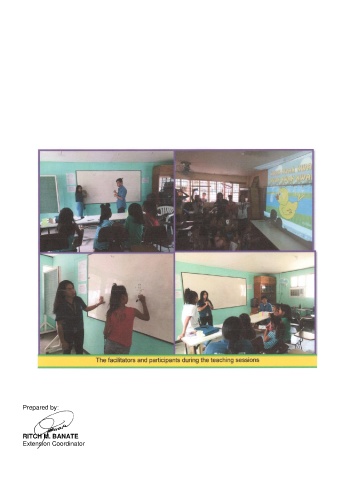 The facilitators and participants during the teaching sessions
Prepared by:
RITCH M. BANATE
Extension Coordinator